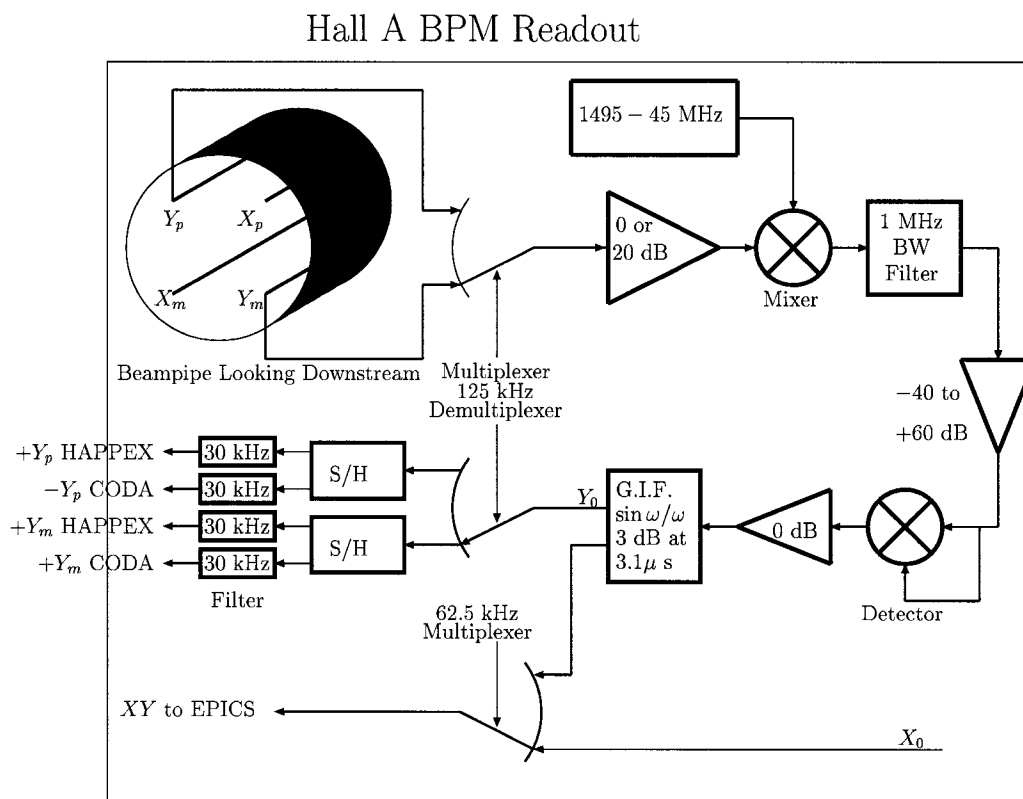 Hall A BPM Readout
1495 − 45 MHz
Y_p
X_p
X_m
Y_m
Beampipe Looking Downstream
0 or
20 dB
Mixer
1 MHz
BW
Filter
Multiplexer
125 kHz
Demultiplexer
−40 to
+60 dB
+Y_p HAPPEX
30 kHz
−Y_p CODA
30 kHz
S/H
+Y_m HAPPEX
30 kHz
+Y_m CODA
30 kHz
S/H
Filter
Y_0
G.I.F.
sin ω/ω
3 dB at
3.1μ s
0 dB
Detector
62.5 kHz
Multiplexer
XY to EPICS
X_0